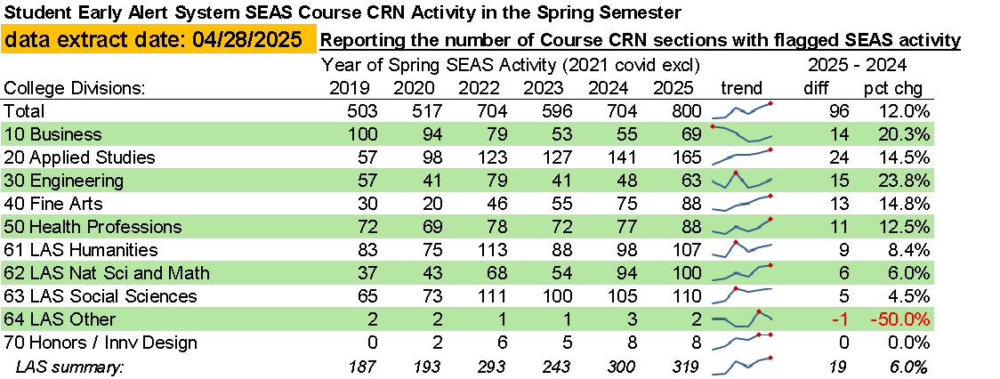 Student Early Alert System SEAS Course CRN Activity in the Spring Semester
data extract date: 04/28/2025 Reporting the number of Course CRN sections with flagged SEAS activity
Year of Spring SEAS Activity (2021 covid excl) 2025 - 2024
College Divisions: 2019 2020 2022 2023 2024 2025 trend diff pct chg
Total 503 517 704 596 704 800 96 12.0%
10 Business 100 94 79 53 55 69 14 20.3%
20 Applied Studies 57 98 123 127 141 165 24 14.5%
30 Engineering 57 41 79 41 48 63 15 23.8%
40 Fine Arts 30 20 46 55 75 88 13 14.8%
50 Health Professions 72 69 78 72 77 88 11 12.5%
61 LAS Humanities 83 75 113 88 98 107 9 8.4%
62 LAS Nat Sci and Math 37 43 68 54 94 100 6 6.0%
63 LAS Social Sciences 65 73 111 100 105 110 5 4.5%
64 LAS Other 2 2 1 1 3 2 -1 -50.0%
70 Honors / Innv Design 0 2 6 5 8 8 0 0.0%
LAS summary: 187 193 293 243 300 319 19 6.0%